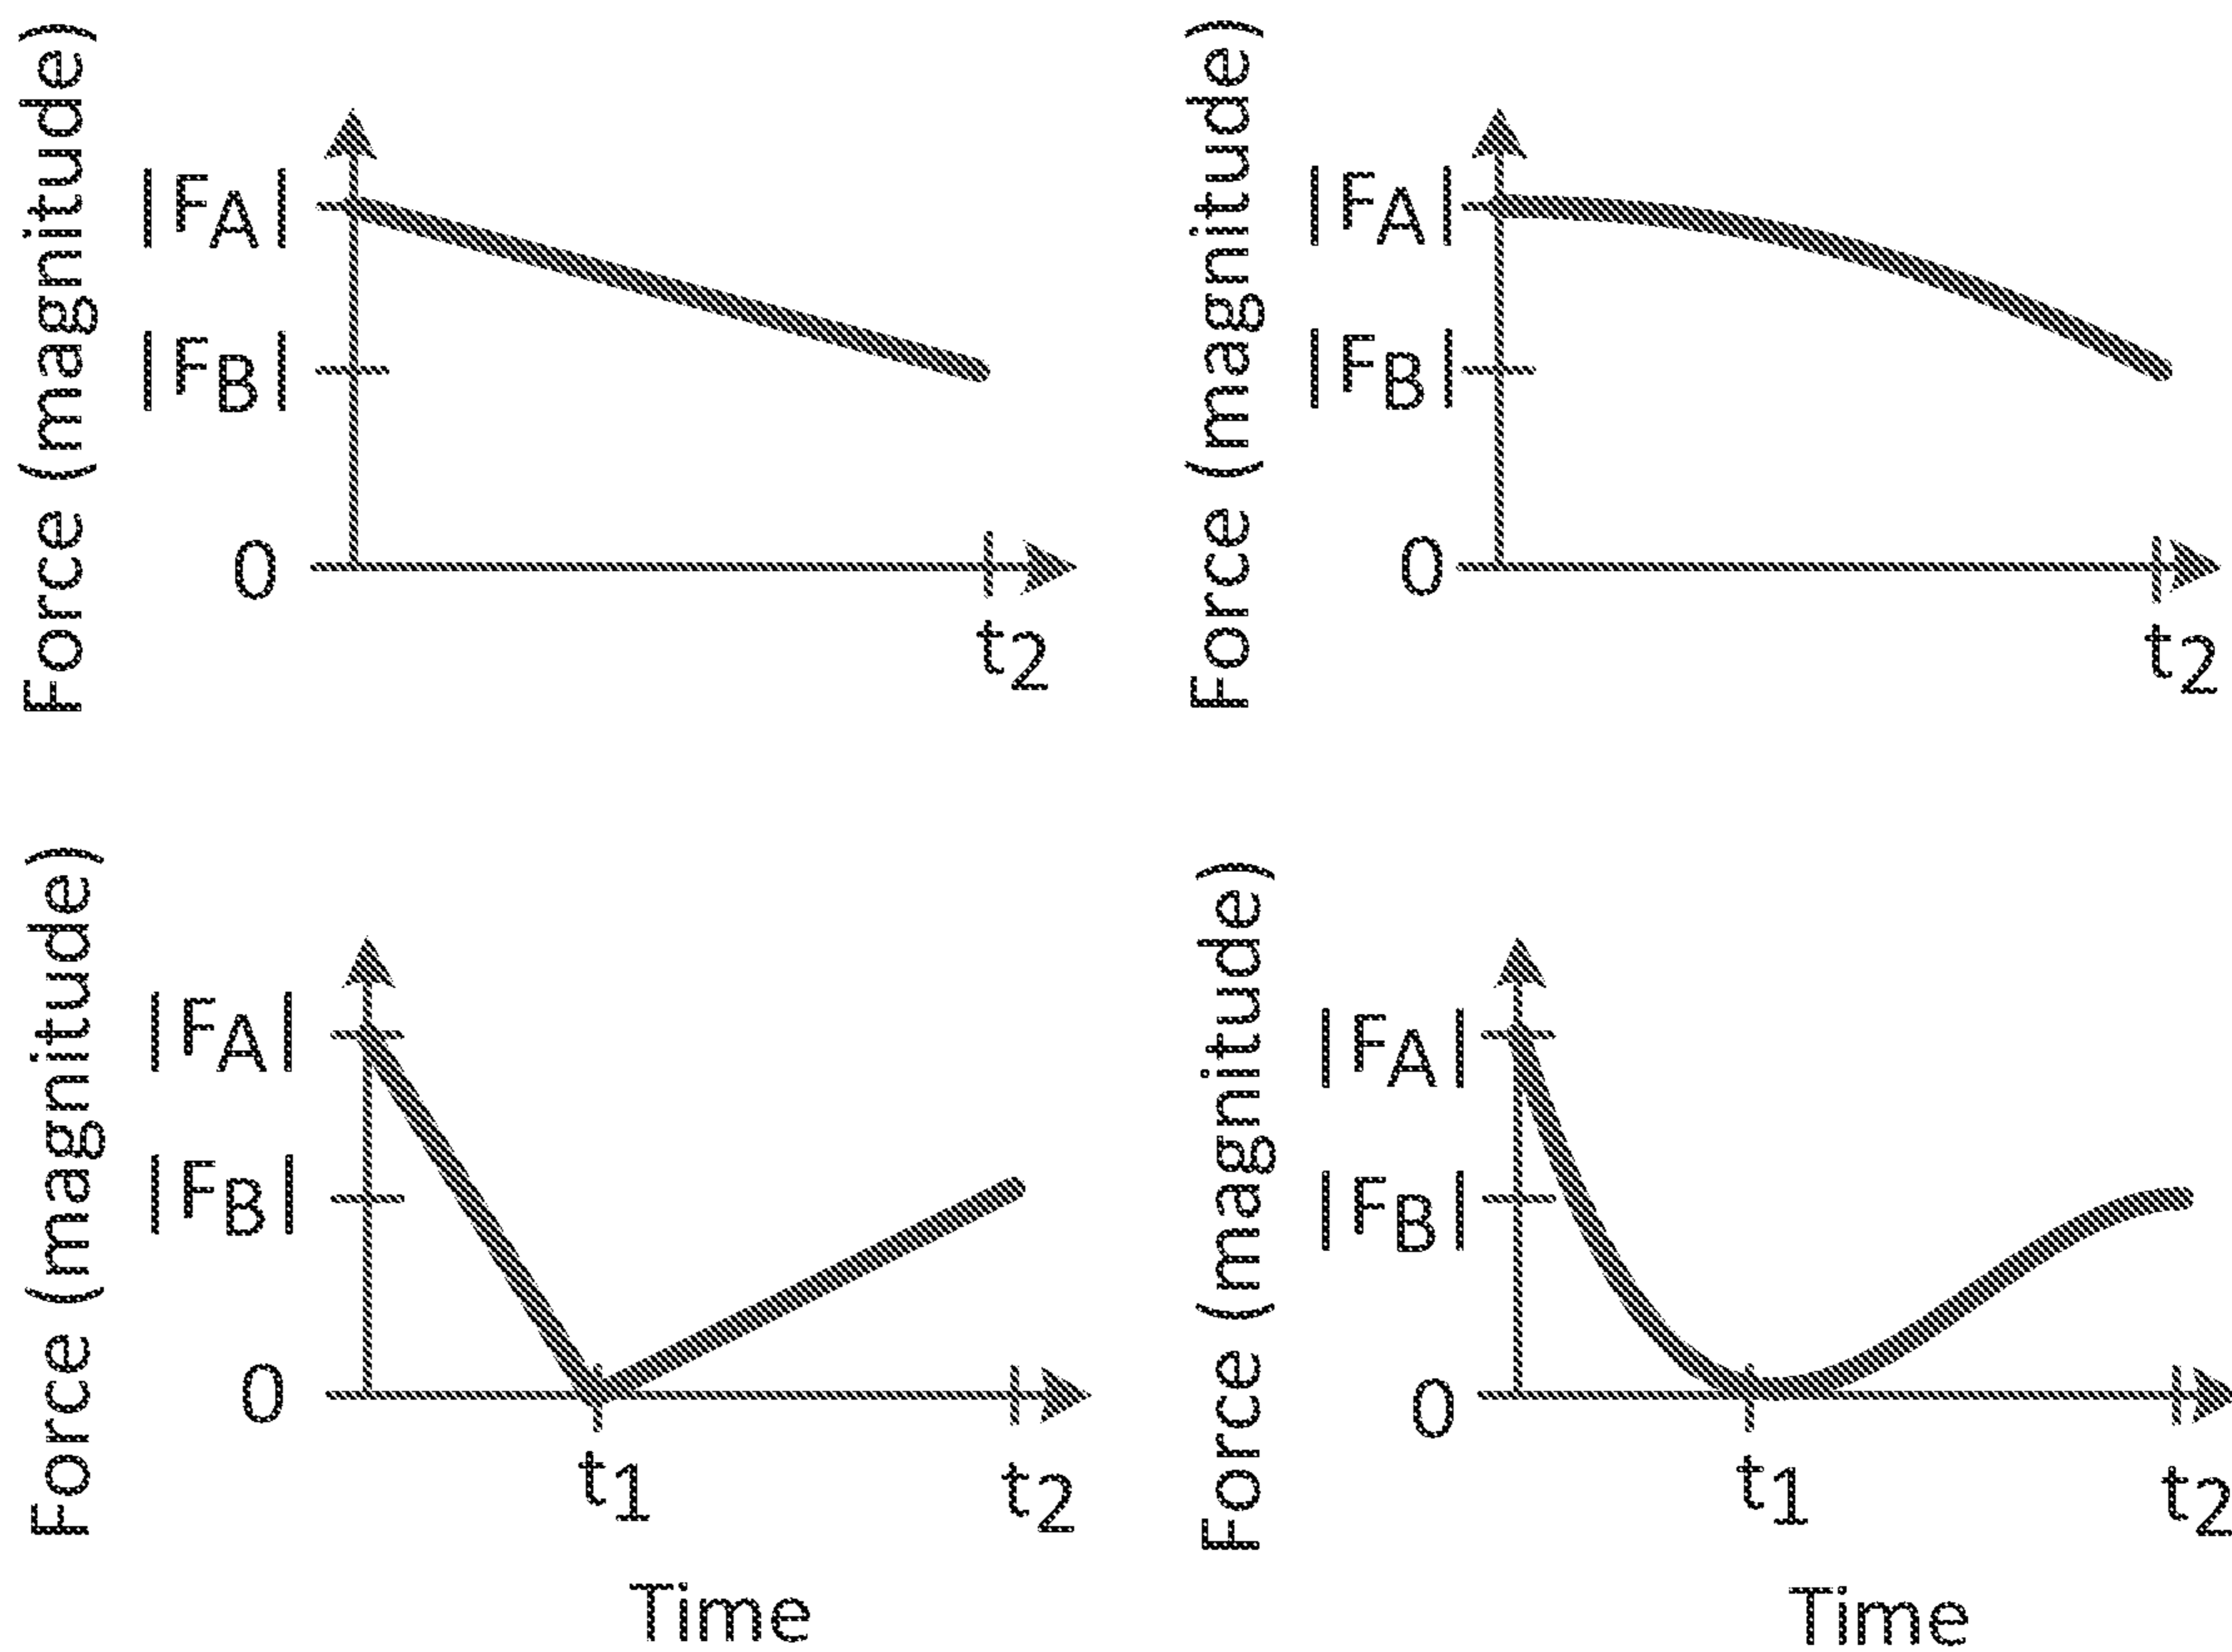 Force (magnitude)
|FA|
|FB|
0
t2
Force (magnitude)
|FA|
|FB|
0
t2
Force (magnitude)
|FA|
|FB|
0
t1
t2
Time
Force (magnitude)
|FA|
|FB|
0
t1
t2
Time